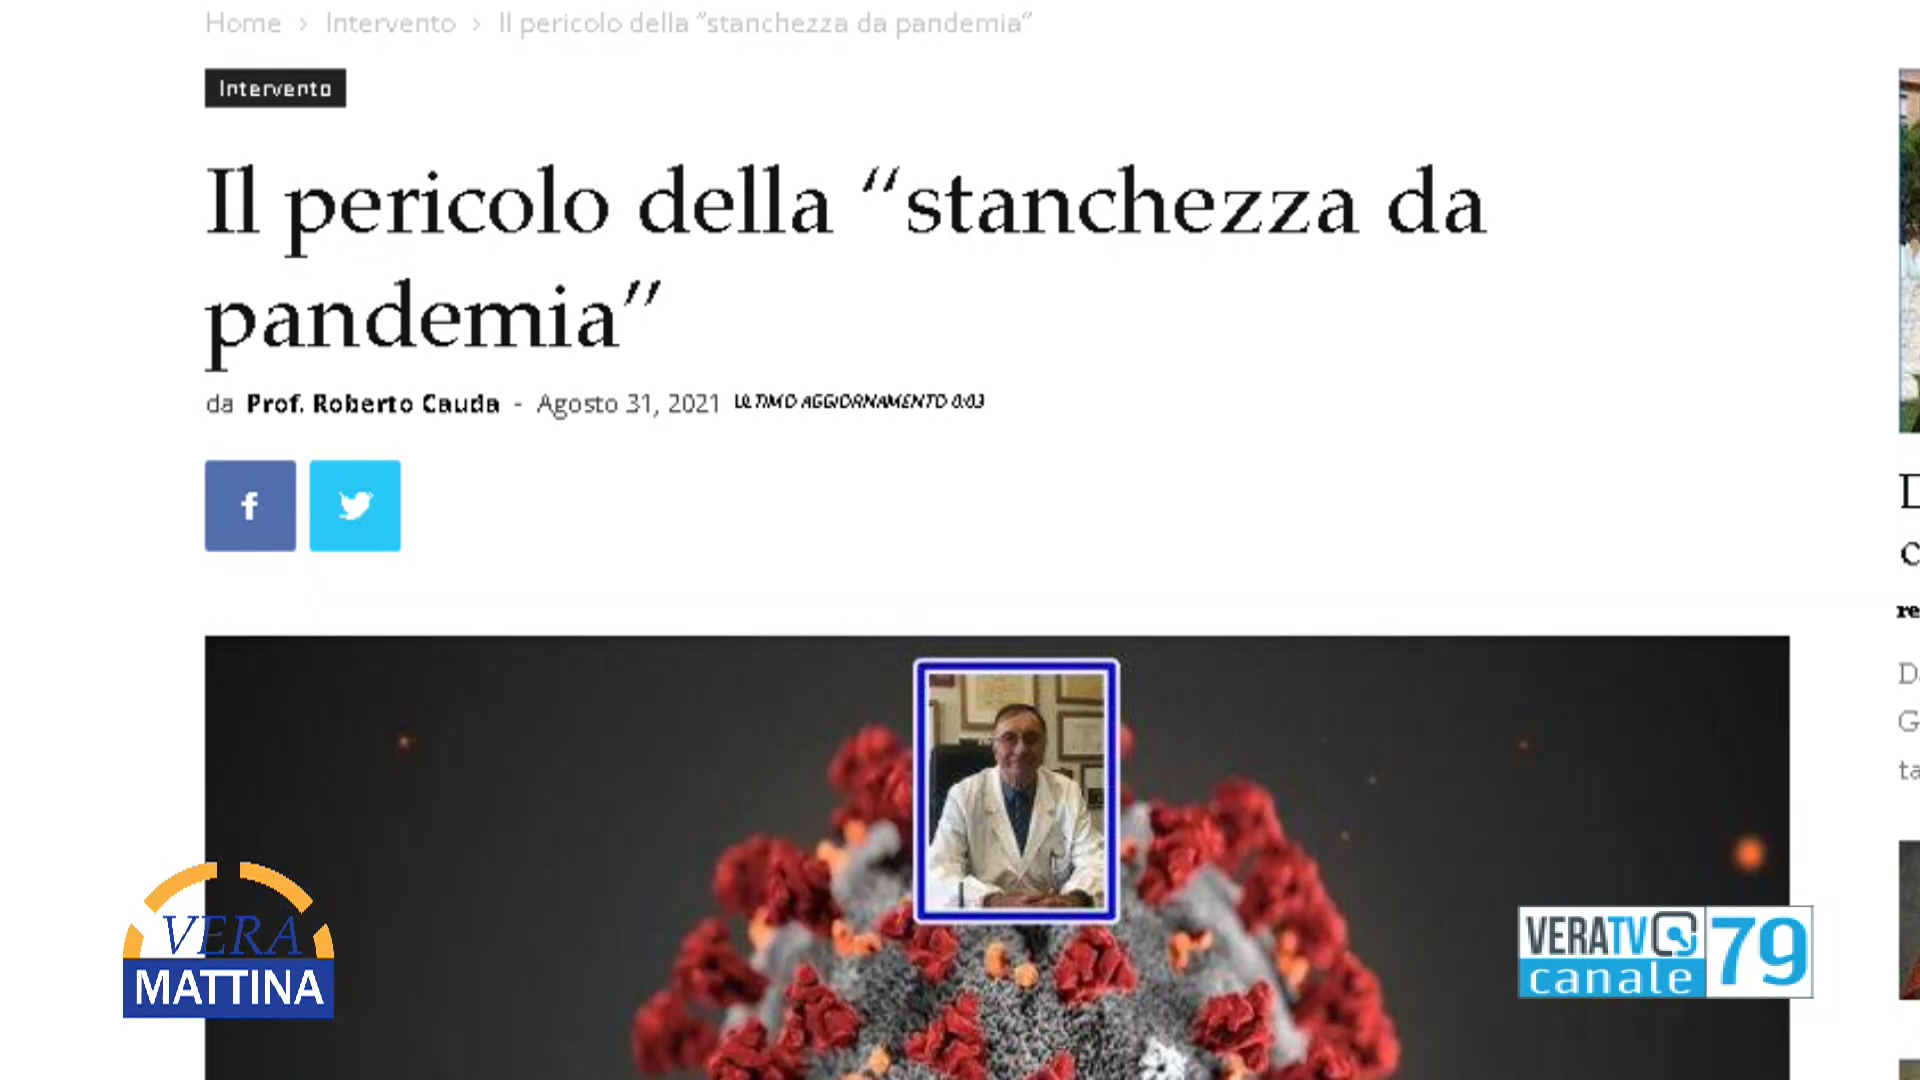 Home > Intervento > Il pericolo della “stanchezza da pandemia”
Intervento
Il pericolo della “stanchezza da
pandemia”
da Prof. Roberto Cauda - Agosto 31, 2021 ULTIMO AGGIORNAMENTO 0:03
f
re
VERA
MATTINA
VERATV
canale
79